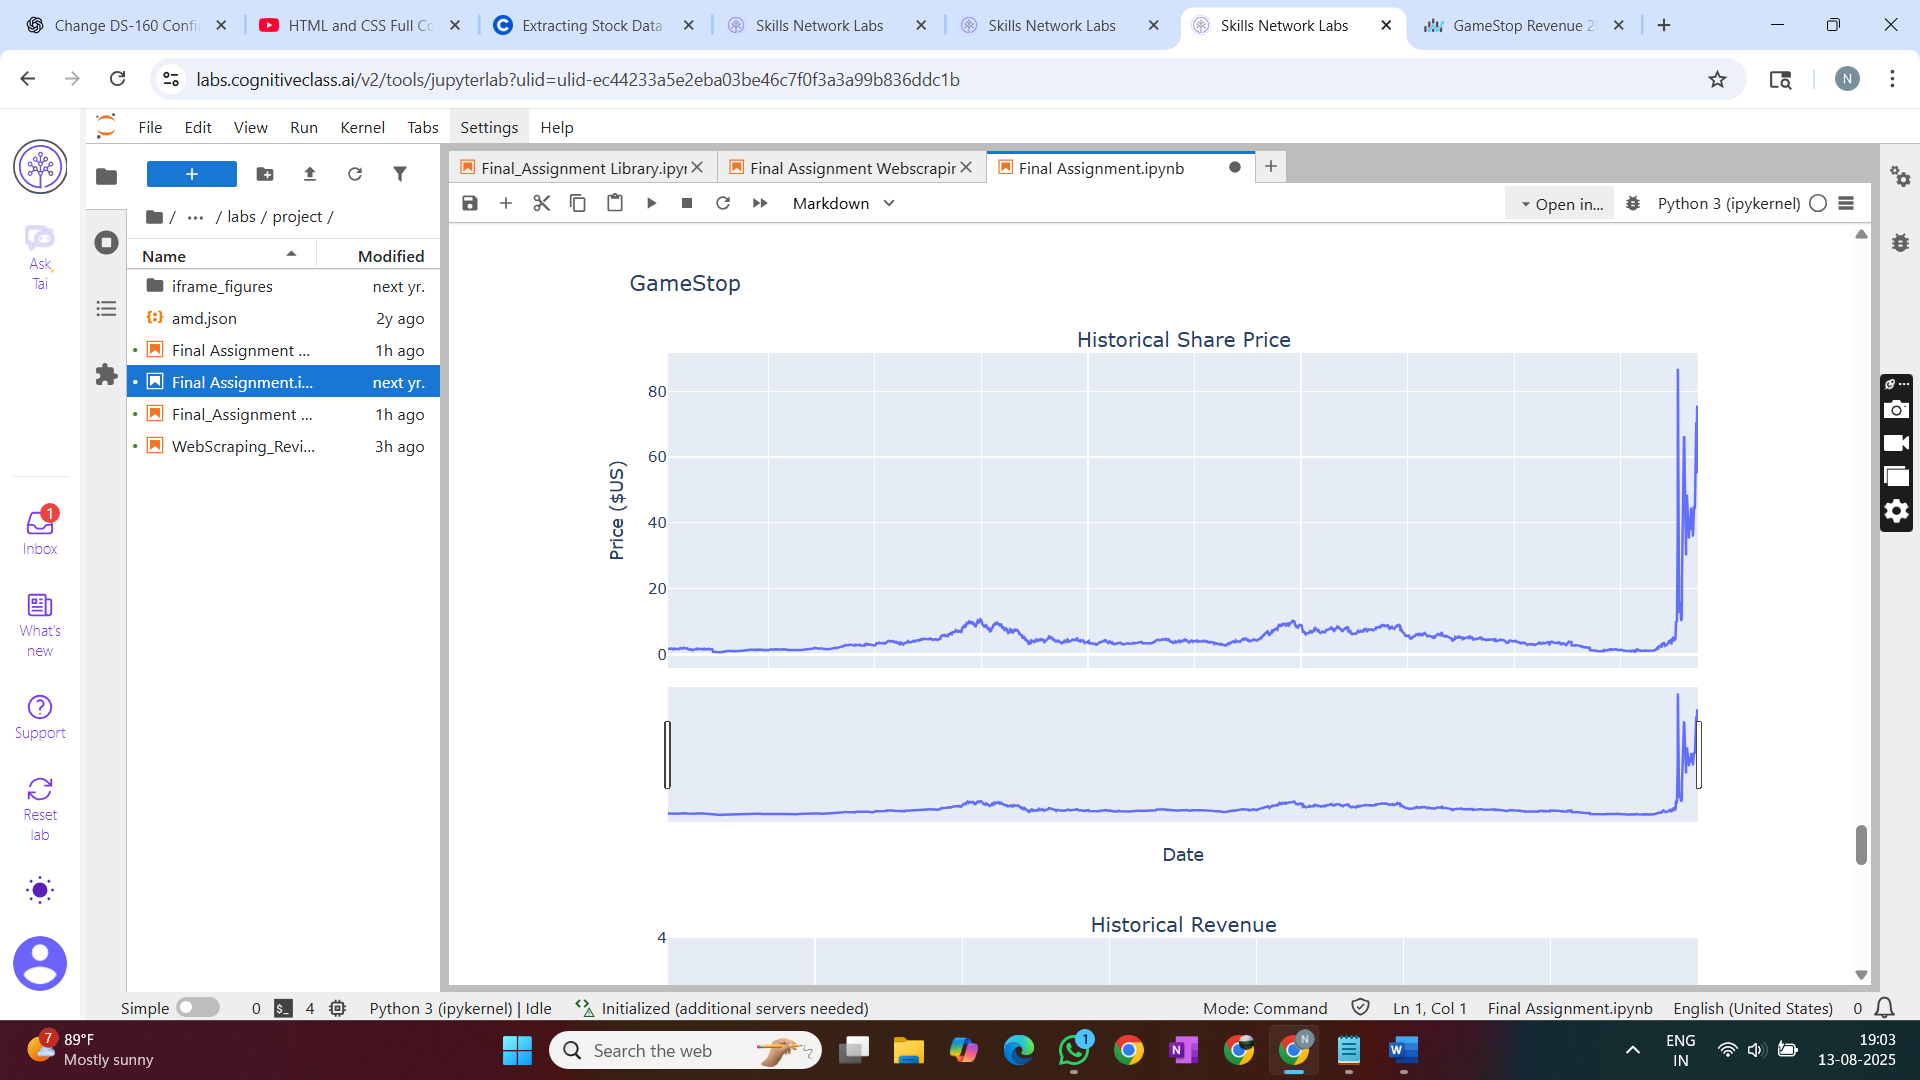 Change DS-160 Confi
HTML and CSS Full Co
Extracting Stock Data
Skills Network Labs
Skills Network Labs
Skills Network Labs
GameStop Revenue 2
labs.cognitiveclass.ai/v2/tools/jupyterlab?ulid=ulid-ec44233a5e2eba03be46c7f0f3a3a99b836ddc1b
N
File Edit View Run Kernel Tabs Settings Help
Final_Assignment Library.ipyn
Final Assignment Webscrapin
Final Assignment.ipynb
Markdown
Open in...
Python 3 (ipykernel)
/ ... / labs / project /
Name Modified
iframe_figures next yr.
amd.json 2y ago
Final Assignment ... 1h ago
Final Assignment.i... next yr.
Final_Assignment ... 1h ago
WebScraping_Revi... 3h ago
Ask
Tai
1
Inbox
What's
new
Support
Reset
lab
GameStop
Historical Share Price
80
60
40
20
0
Price ($US)
Date
Historical Revenue
4
Simple 0 4 Python 3 (ipykernel) | Idle Initialized (additional servers needed) Mode: Command Ln 1, Col 1 Final Assignment.ipynb English (United States) 0
7
89°F
Mostly sunny
Search the web
1
N
ENG
IN
19:03
13-08-2025